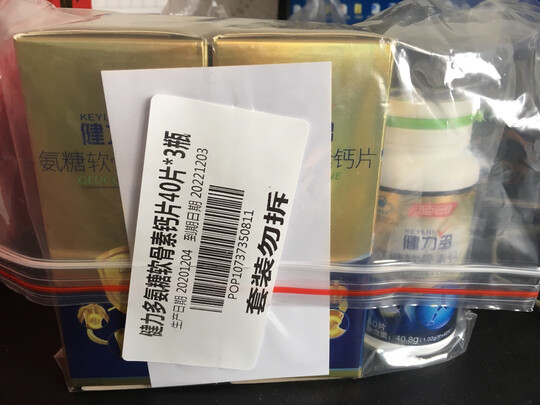 健力多氨糖软骨素钙片40片*3瓶
生产日期 20201204 到期日期 20221203
POP10737350811
套装勿拆
KEYLI
健力
氨糖软
GLUC
钙片
健力多
40.8g